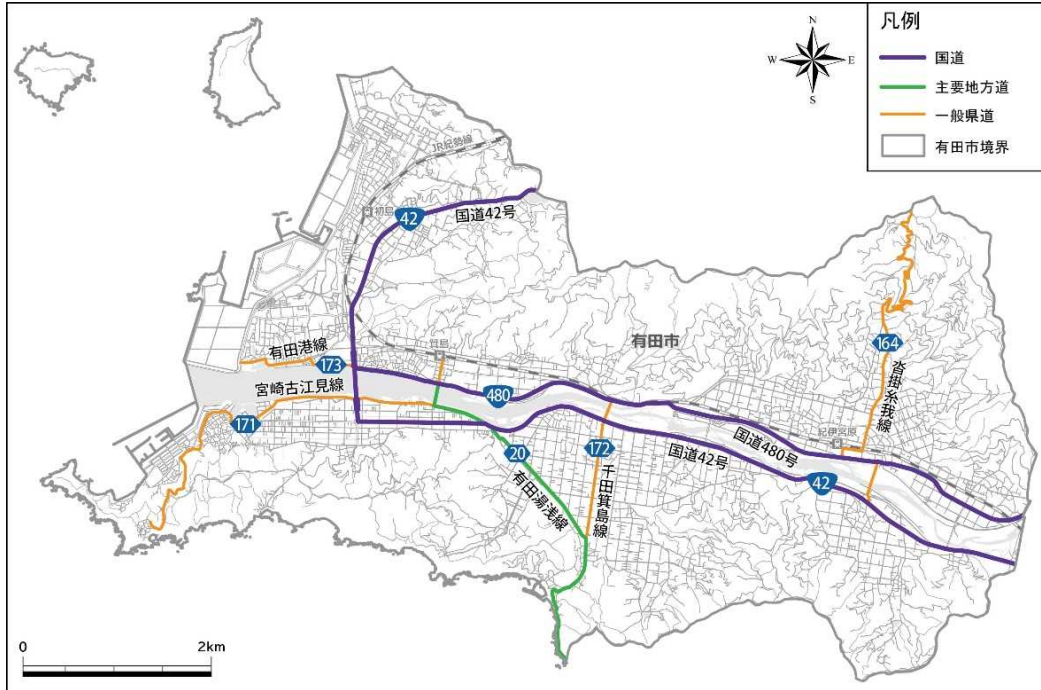 凡例
国道
主要地方道
一般県道
有田市境界
N
W
E
S
JR紀勢線
初島
42
国道42号
有田市
箕島
有田港線
173
宮崎古江見線
171
480
164
沓掛糸我線
紀伊宮原
国道480号
国道42号
42
172
千田箕島線
20
有田湯浅線
0
2km